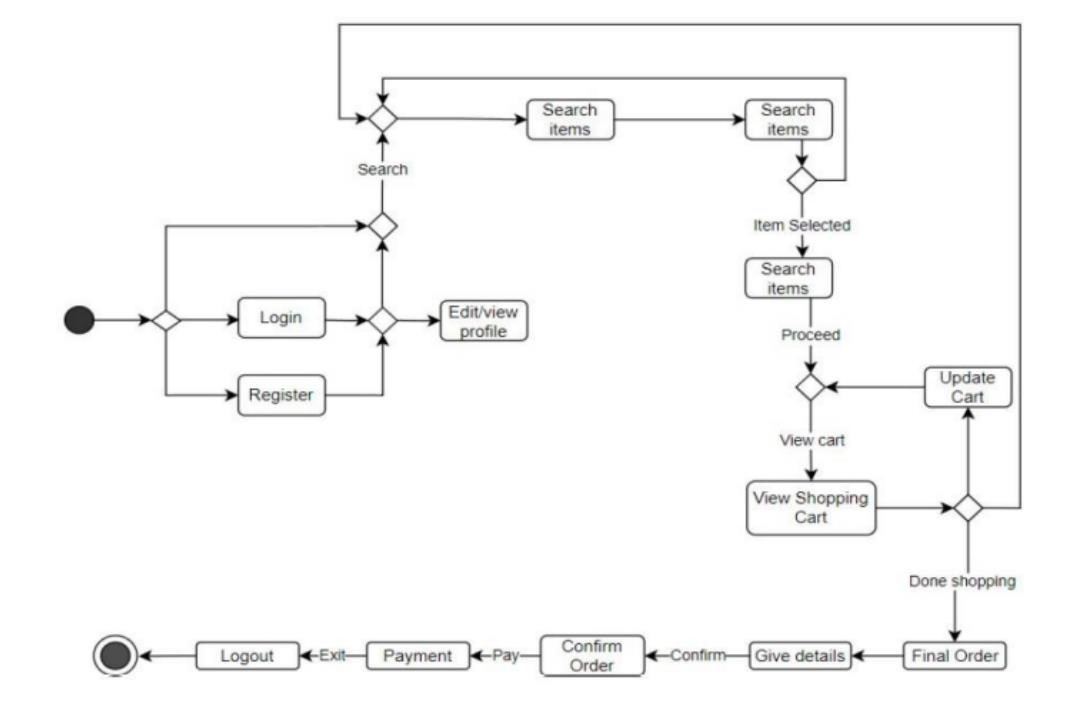 Search
items
Search
items
Search
Item Selected
Search
items
Login
Edit/view
profile
Proceed
Register
Update
Cart
View cart
View Shopping
Cart
Done shopping
Logout
Exit
Payment
Pay
Confirm
Order
Confirm
Give details
Final Order